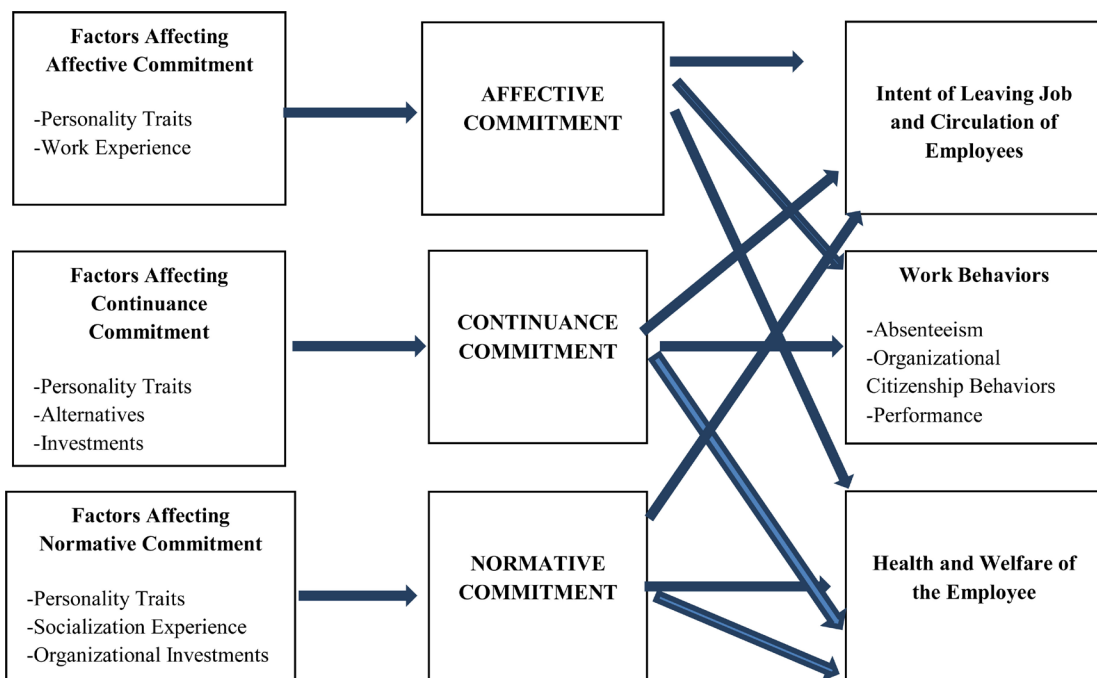 Factors Affecting
Affective Commitment
-Personality Traits
-Work Experience
AFFECTIVE
COMMITMENT
Intent of Leaving Job
and Circulation of
Employees
Factors Affecting
Continuance
Commitment
-Personality Traits
-Alternatives
-Investments
CONTINUANCE
COMMITMENT
Work Behaviors
-Absenteeism
-Organizational
Citizenship Behaviors
-Performance
Factors Affecting
Normative Commitment
-Personality Traits
-Socialization Experience
-Organizational Investments
NORMATIVE
COMMITMENT
Health and Welfare of
the Employee